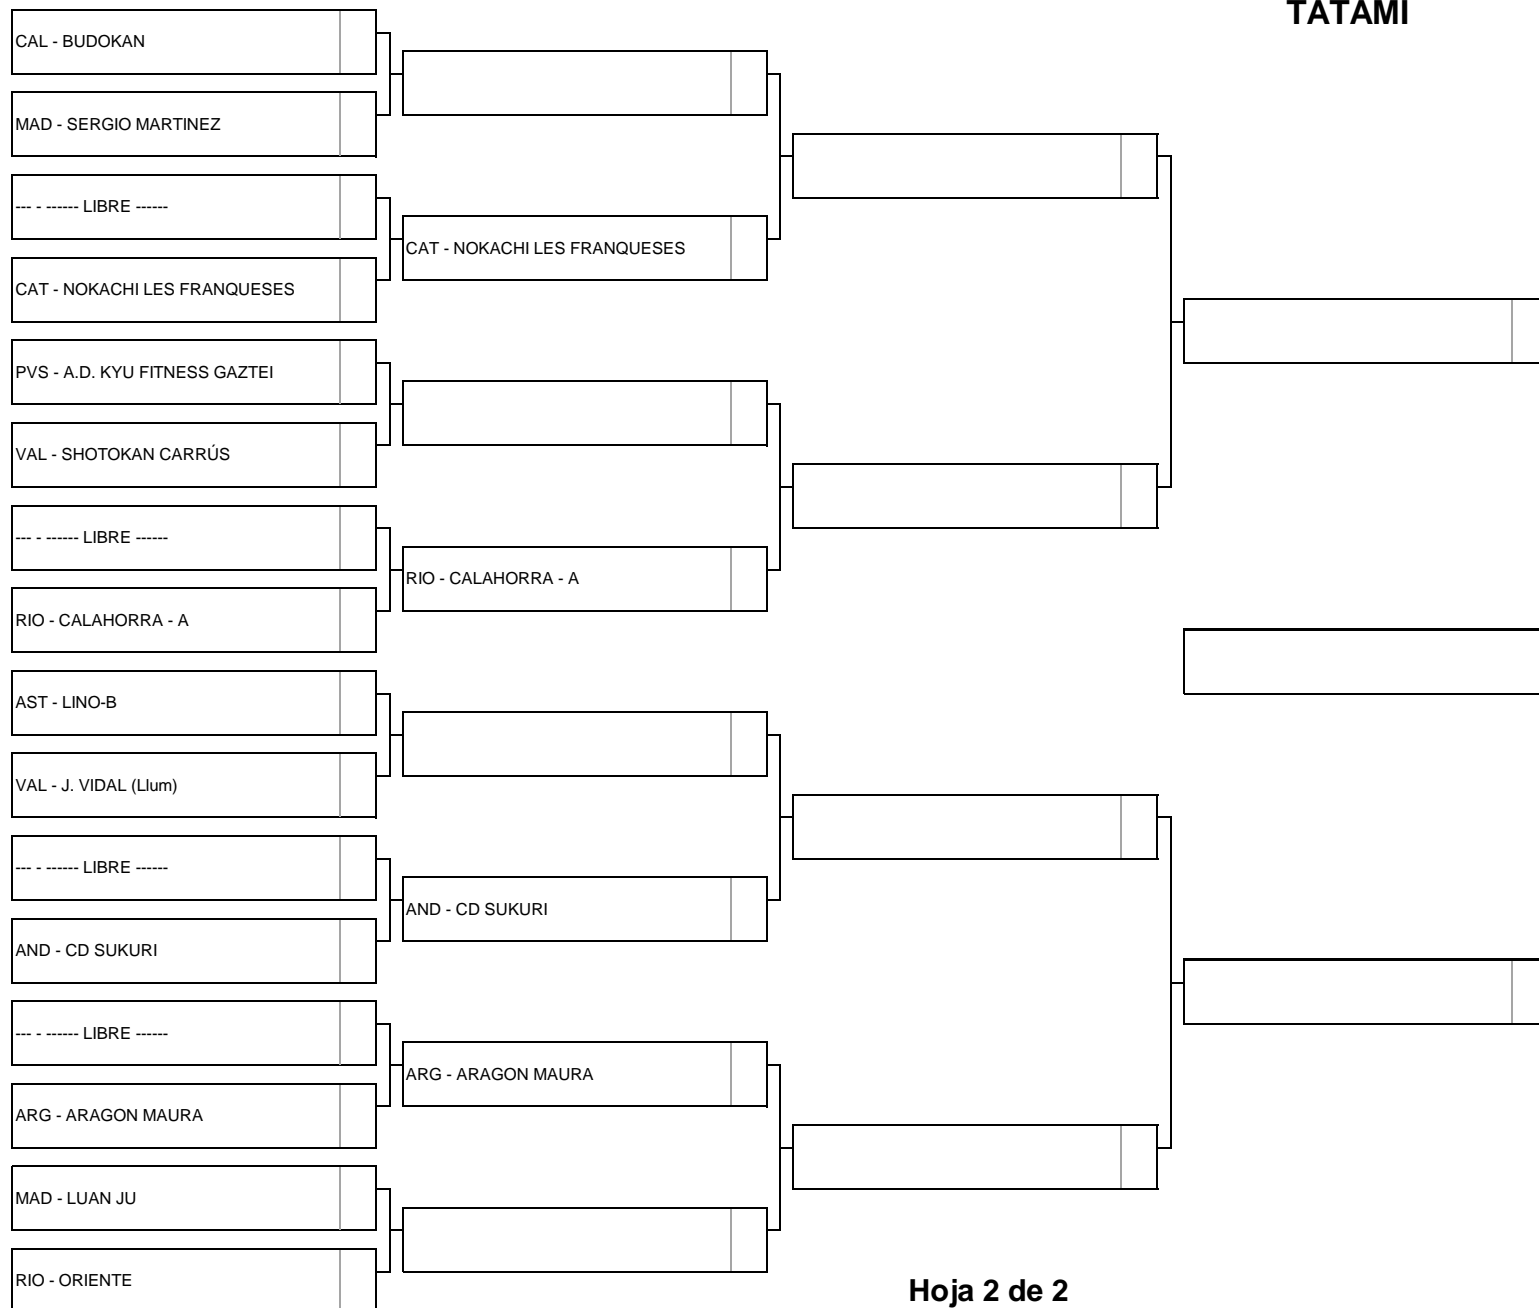 TATAMI
CAL - BUDOKAN
MAD - SERGIO MARTINEZ
--- - ------ LIBRE ------
CAT - NOKACHI LES FRANQUESES
CAT - NOKACHI LES FRANQUESES
PVS - A.D. KYU FITNESS GAZTEI
VAL - SHOTOKAN CARRÚS
--- - ------ LIBRE ------
RIO - CALAHORRA - A
RIO - CALAHORRA - A
AST - LINO-B
VAL - J. VIDAL (Llum)
--- - ------ LIBRE ------
AND - CD SUKURI
AND - CD SUKURI
--- - ------ LIBRE ------
ARG - ARAGON MAURA
ARG - ARAGON MAURA
MAD - LUAN JU
RIO - ORIENTE
Hoja 2 de 2